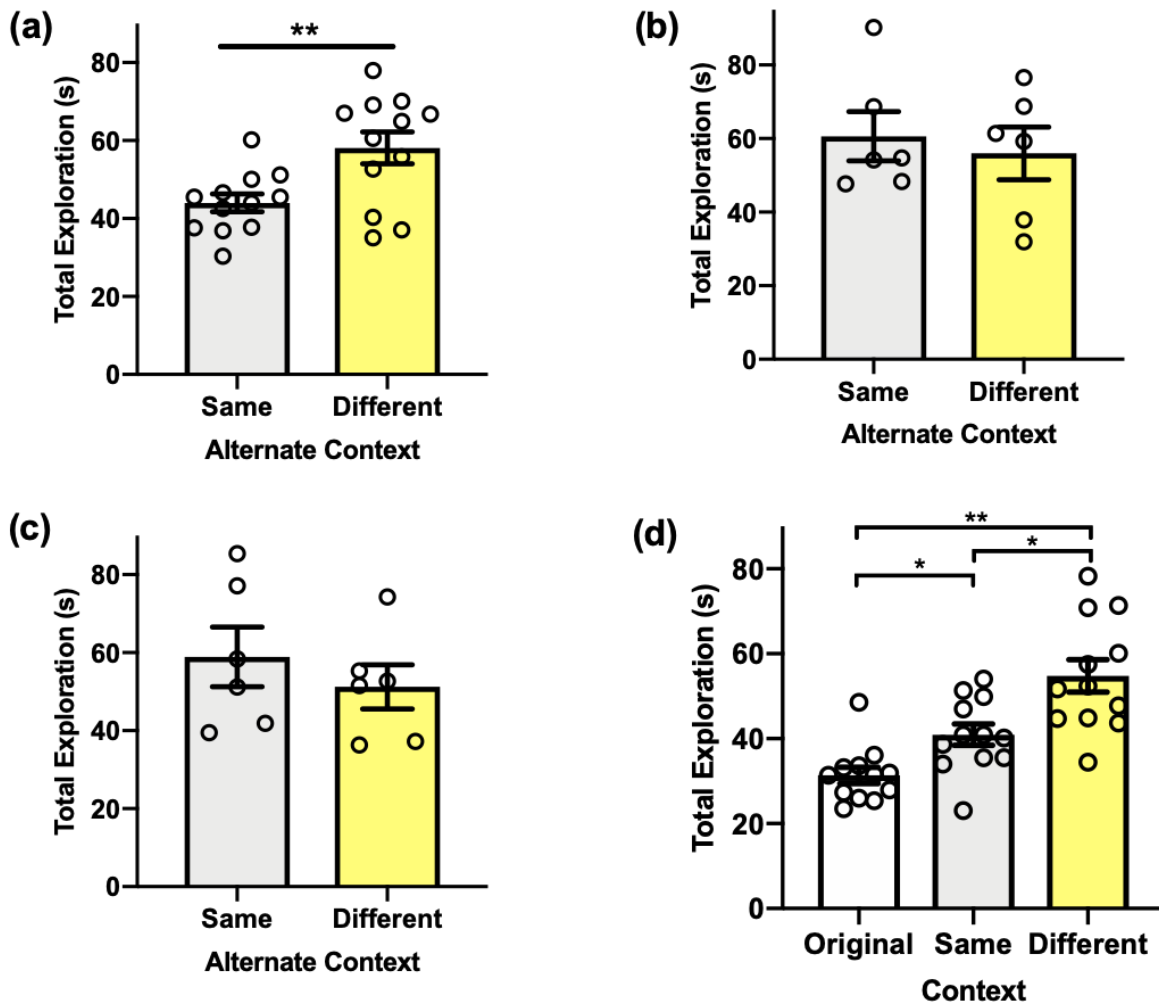 (a)
**
Total Exploration (s)
80
60
40
20
0
Same Different
Alternate Context
(b)
Total Exploration (s)
80
60
40
20
0
Same Different
Alternate Context
(c)
Total Exploration (s)
80
60
40
20
0
Same Different
Alternate Context
(d)
**
*
*
Total Exploration (s)
80
60
40
20
0
Original Same Different
Context